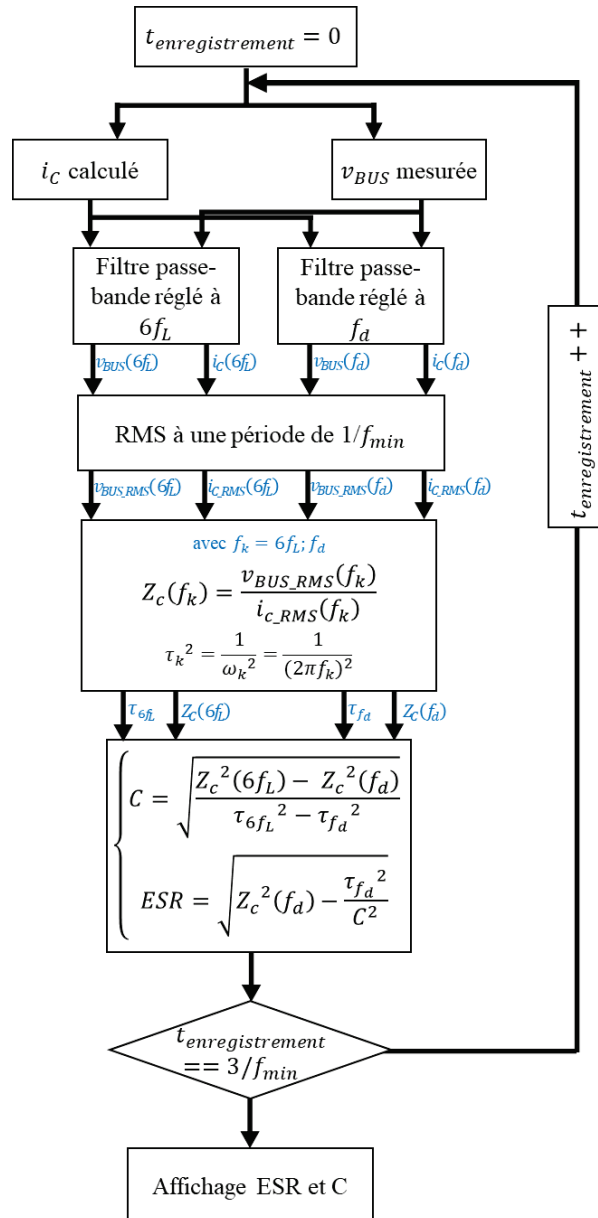 t_enregistrement = 0
i_C calculé
v_BUS mesurée
Filtre passe-
bande réglé à
6f_L
Filtre passe-
bande réglé à
f_d
v_BUS(6f_L) i_C(6f_L) v_BUS(f_d) i_C(f_d)
RMS à une période de 1/f_min
v_BUS_RMS(6f_L) i_C_RMS(6f_L) v_BUS_RMS(f_d) i_C_RMS(f_d)
avec f_k = 6f_L; f_d
Z_c(f_k) = v_BUS_RMS(f_k) / i_c_RMS(f_k)
τ_k² = 1/ω_k² = 1/(2πf_k)²
τ_6fL Z_C(6f_L) τ_fd Z_C(f_d)
C = √((Z_c²(6f_L) − Z_c²(f_d)) / (τ_6f_L² − τ_f_d²))
ESR = √(Z_c²(f_d) − τ_f_d²/C²)
t_enregistrement
== 3/f_min
t_enregistrement ++
Affichage ESR et C